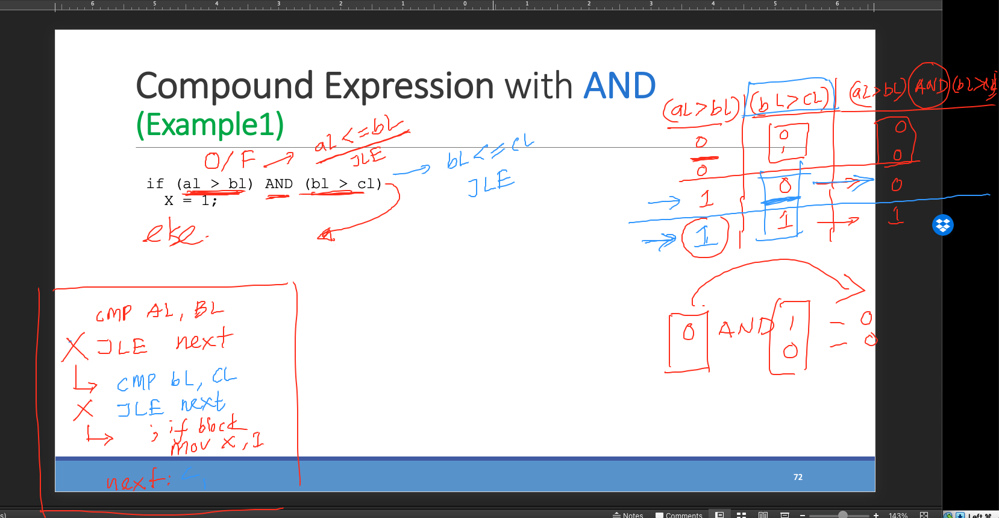 6 5 4 3 2 1 0 1 2 3 4 5 6
Compound Expression with AND
(Example1)
O/F
aL <= bL
JLE
bL <= CL
JLE
if (al > bl) AND (bl > cl)
X = 1;
else.
(aL > bL) (bL > CL) (aL > bL) AND (bL > CL)
0 0 0
0 1 0
1 0 0
1 1 1
0 AND 1 = 0
0 = 0
CMP AL, BL
X JLE next
CMP bL, CL
X JLE next
; if block
mov X, 1
next:
72
s)
Notes Comments 143% Left ⌘